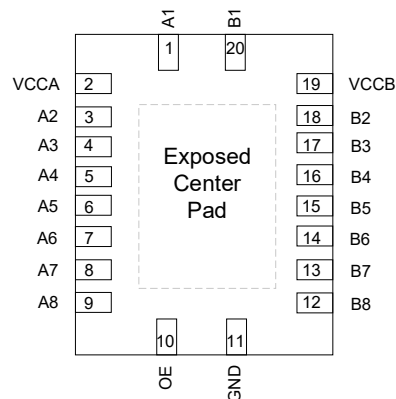 A1 B1
1 20
VCCA 2 19 VCCB
A2 3 18 B2
A3 4 17 B3
A4 5 16 B4
A5 6 15 B5
A6 7 14 B6
A7 8 13 B7
A8 9 12 B8
Exposed
Center
Pad
10 11
OE GND